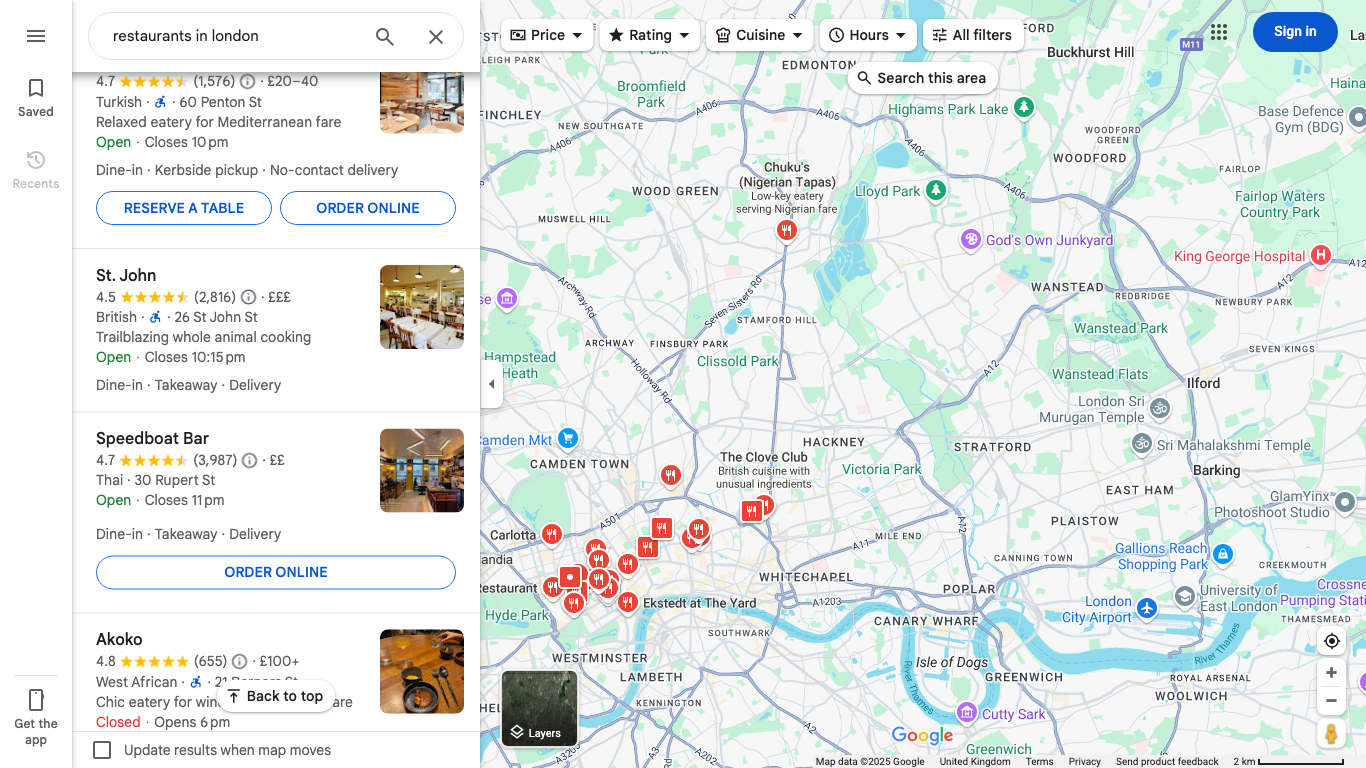 restaurants in london
Saved
Recents
Get the
app
4.7 (1,576) · £20–40
Turkish · · 60 Penton St
Relaxed eatery for Mediterranean fare
Open · Closes 10 pm
Dine-in · Kerbside pickup · No-contact delivery
RESERVE A TABLE
ORDER ONLINE
St. John
4.5 (2,816) · £££
British · · 26 St John St
Trailblazing whole animal cooking
Open · Closes 10:15 pm
Dine-in · Takeaway · Delivery
Speedboat Bar
4.7 (3,987) · ££
Thai · 30 Rupert St
Open · Closes 11 pm
Dine-in · Takeaway · Delivery
ORDER ONLINE
Akoko
4.8 (655) · £100+
West African · · 21
Chic eatery for
Closed · Opens 6 pm
Back to top
Update results when map moves
Price
Rating
Cuisine
Hours
All filters
Search this area
Sign in
M11
Buckhurst Hill
EDMONTON
Broomfield
Park
A406
FINCHLEY
NEW SOUTHGATE
A406
Highams Park Lake
Base Defence
Gym (BDG)
WOODFORD
GREEN
WOODFORD
Chuku's
(Nigerian Tapas)
Low-key eatery
serving Nigerian fare
WOOD GREEN
Lloyd Park
A406
FAIRLOP
Fairlop Waters
Country Park
MUSWELL HILL
God's Own Junkyard
King George Hospital
A12
WANSTEAD
REDBRIDGE
NEWBURY PARK
Archway Rd
Seven Sisters Rd
STAMFORD HILL
Wanstead Park
ARCHWAY
FINSBURY PARK
Hampstead
Heath
Clissold Park
SEVEN KINGS
Holloway Rd
A12
Wanstead Flats
Ilford
London Sri
Murugan Temple
Camden Mkt
HACKNEY
STRATFORD
Sri Mahalakshmi Temple
CAMDEN TOWN
The Clove Club
British cuisine with
unusual ingredients
Victoria Park
Barking
EAST HAM
GlamYinx
Photoshoot Studio
A501
Carlotta
A12
PLAISTOW
MILE END
A11
CANNING TOWN
Gallions Reach
Shopping Park
CREEKMOUTH
Restaurant
WHITECHAPEL
POPLAR
University of
East London
Hyde Park
Ekstedt at The Yard
A1203
London
City Airport
THAMESMEAD
SOUTHWARK
CANARY WHARF
River Thames
WESTMINSTER
Isle of Dogs
LAMBETH
GREENWICH
ROYAL ARSENAL
WOOLWICH
River Thames
Cutty Sark
Layers
A3205
A202
A2
Greenwich
Google
Map data ©2025 Google
United Kingdom
Terms
Privacy
Send product feedback
2 km